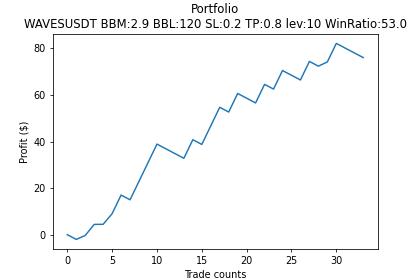 Portfolio
WAVESUSDT BBM:2.9 BBL:120 SL:0.2 TP:0.8 lev:10 WinRatio:53.0
80
60
40
20
0
Profit ($)
0 5 10 15 20 25 30
Trade counts